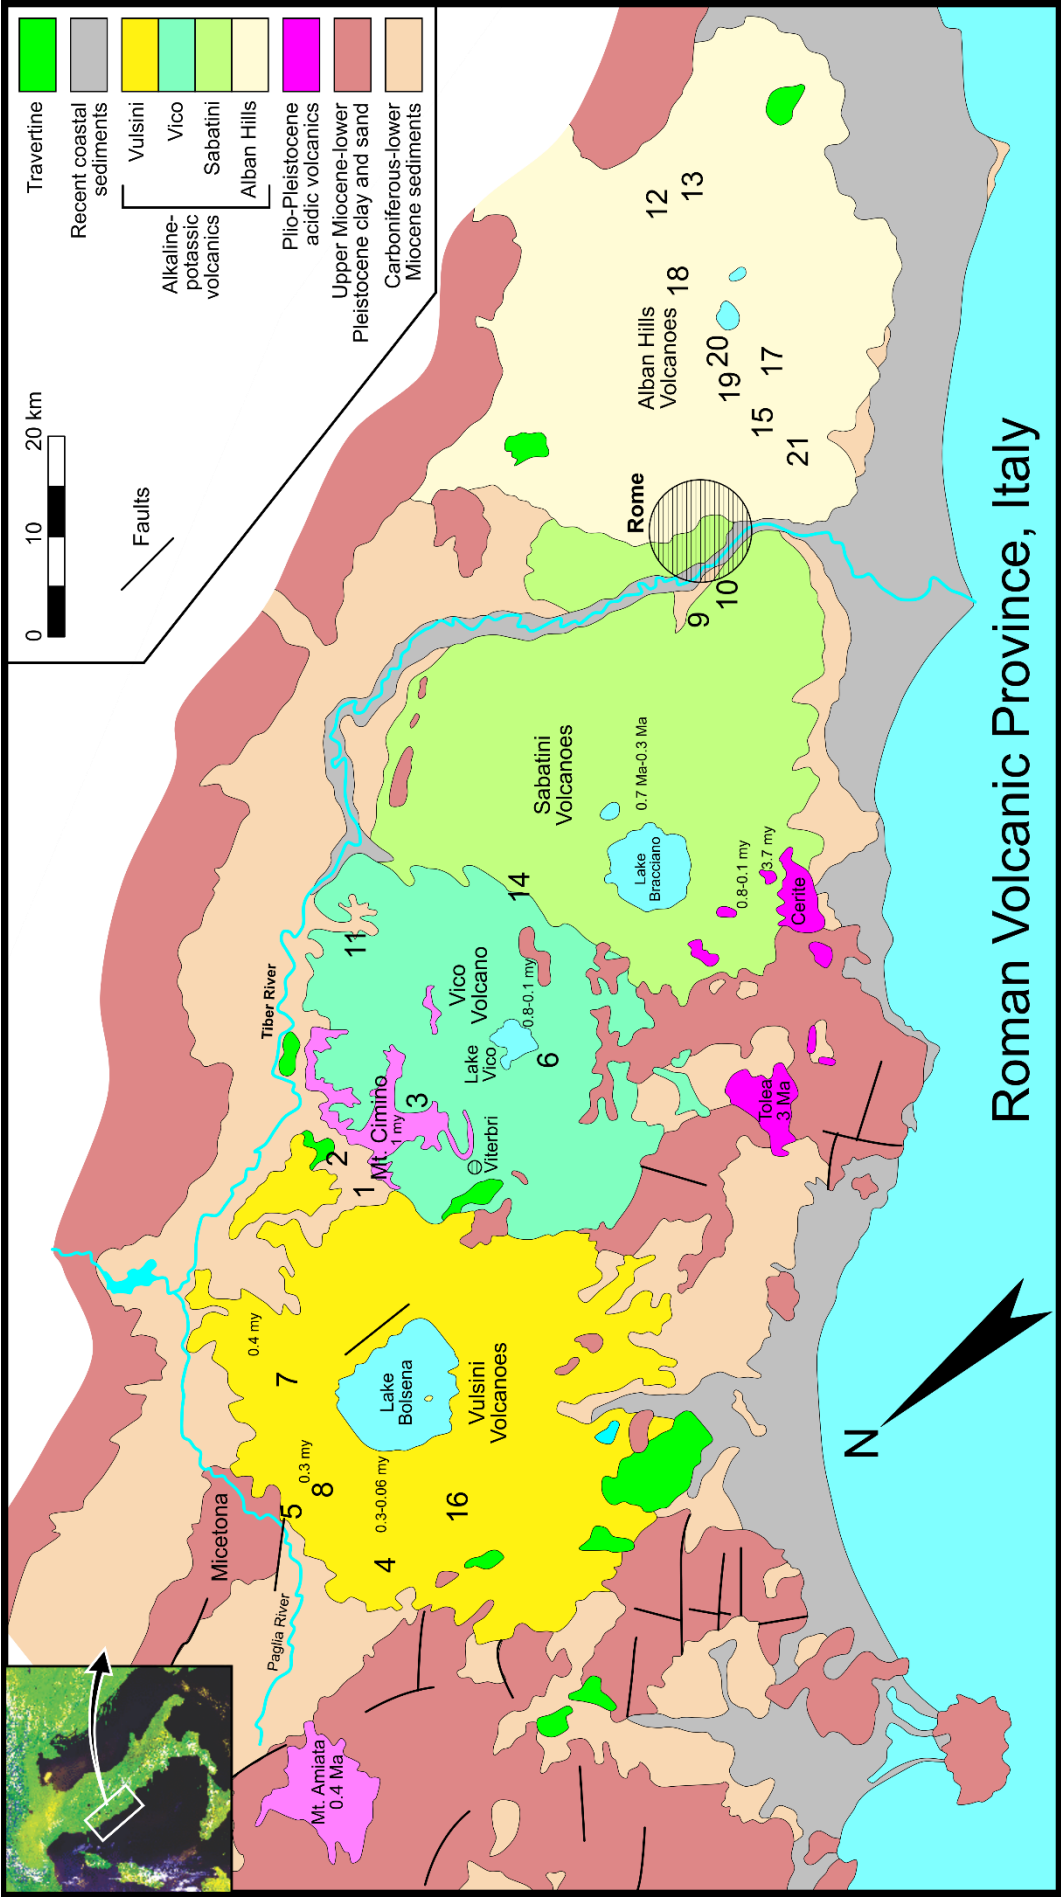 Travertine
Recent coastal
sediments
Vulsini
Vico
Sabatini
Alban Hills
Alkaline-
potassic
volcanics
Plio-Pleistocene
acidic volcanics
Upper Miocene-lower
Pleistocene clay and sand
Carboniferous-lower
Miocene sediments
0
10
20 km
Faults
Mt. Amiata
0.4 Ma
Paglia River
Micetona
4
5
8
0.3 my
0.3-0.06 my
16
7
0.4 my
Lake
Bolsena
Vulsini
Volcanoes
1
2
Mt. Cimino
1 my
3
Viterbri
Lake
Vico
6
0.8-0.1 my
Vico
Volcano
11
14
Tiber River
Tolea
3 Ma
Cerite
3.7 my
0.8-0.1 my
Lake
Bracciano
0.7 Ma-0.3 Ma
Sabatini
Volcanoes
9
10
Rome
Alban Hills
Volcanoes
21
15
19
20
17
18
12
13
N
Roman Volcanic Province, Italy